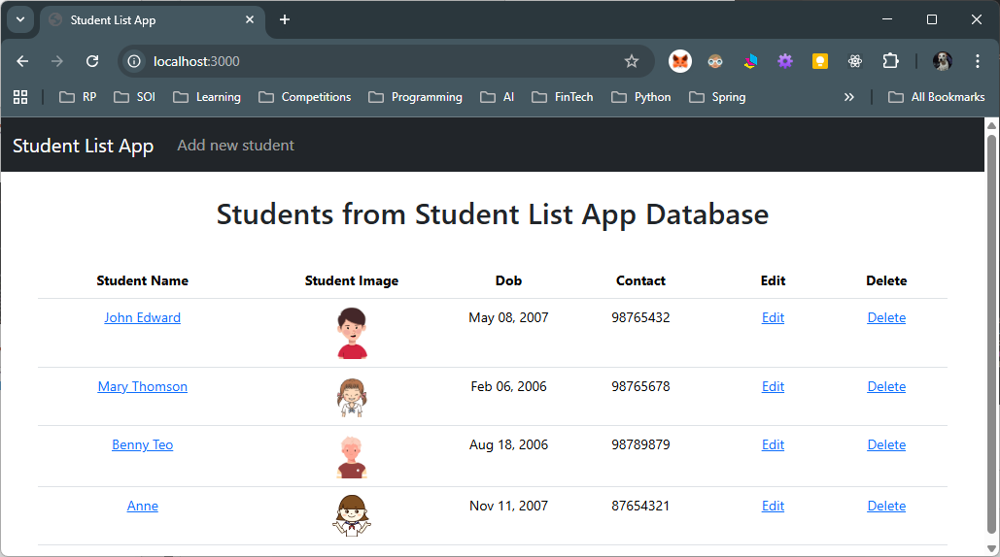 Student List App
localhost:3000
RP SOI Learning Competitions Programming AI FinTech Python Spring All Bookmarks
Student List App Add new student
Students from Student List App Database
Student Name Student Image Dob Contact Edit Delete
John Edward May 08, 2007 98765432 Edit Delete
Mary Thomson Feb 06, 2006 98765678 Edit Delete
Benny Teo Aug 18, 2006 98789879 Edit Delete
Anne Nov 11, 2007 87654321 Edit Delete